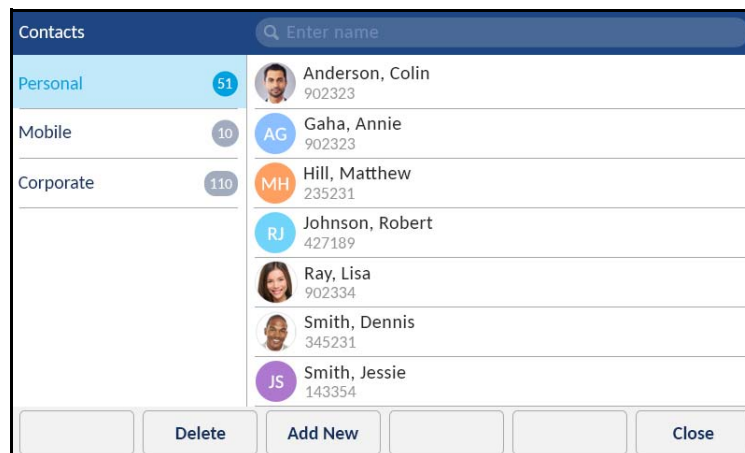 Contacts
Enter name
Personal
51
Mobile
10
Corporate
110
Anderson, Colin
902323
AG
Gaha, Annie
902323
MH
Hill, Matthew
235231
RJ
Johnson, Robert
427189
Ray, Lisa
902334
Smith, Dennis
345231
JS
Smith, Jessie
143354
Delete
Add New
Close